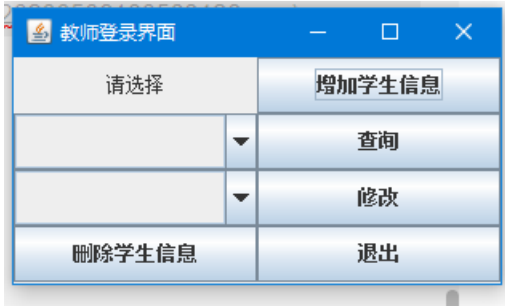 教师登录界面
请选择
增加学生信息
查询
修改
删除学生信息
退出